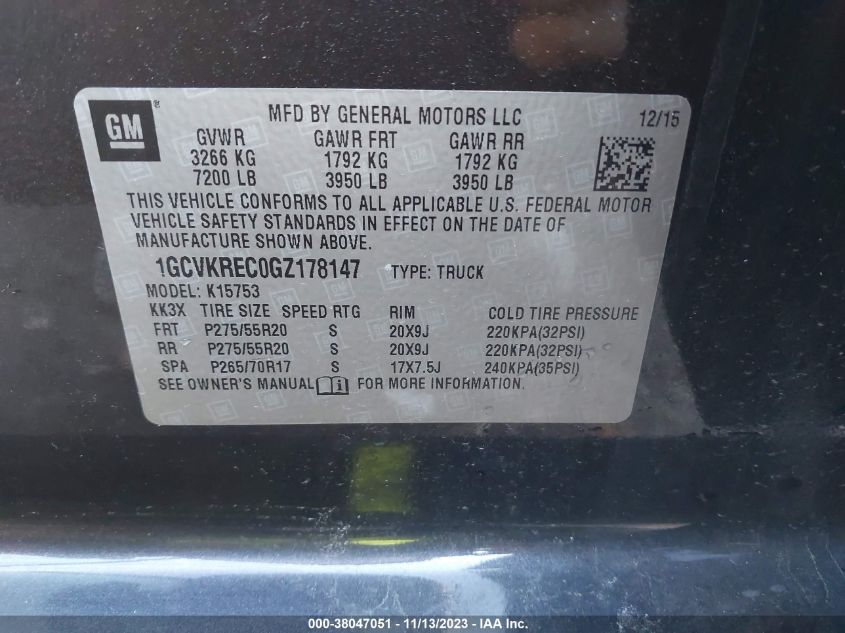 GM ®
MFD BY GENERAL MOTORS LLC 12/15
GVWR GAWR FRT GAWR RR
3266 KG 1792 KG 1792 KG
7200 LB 3950 LB 3950 LB
THIS VEHICLE CONFORMS TO ALL APPLICABLE U.S. FEDERAL MOTOR
VEHICLE SAFETY STANDARDS IN EFFECT ON THE DATE OF
MANUFACTURE SHOWN ABOVE.
1GCVKREC0GZ178147 TYPE: TRUCK
MODEL: K15753
KK3X TIRE SIZE SPEED RTG RIM COLD TIRE PRESSURE
FRT P275/55R20 S 20X9J 220KPA(32PSI)
RR P275/55R20 S 20X9J 220KPA(32PSI)
SPA P265/70R17 S 17X7.5J 240KPA(35PSI)
SEE OWNER'S MANUAL FOR MORE INFORMATION.
000-38047051 - 11/13/2023 - IAA Inc.